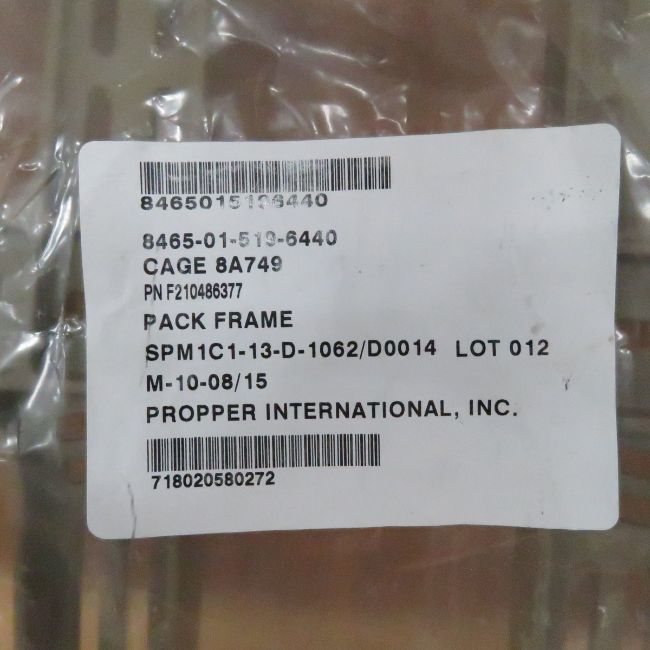 8465015196440
8465-01-519-6440
CAGE 8A749
PN F210486377
PACK FRAME
SPM1C1-13-D-1062/D0014 LOT 012
M-10-08/15
PROPPER INTERNATIONAL, INC.
718020580272